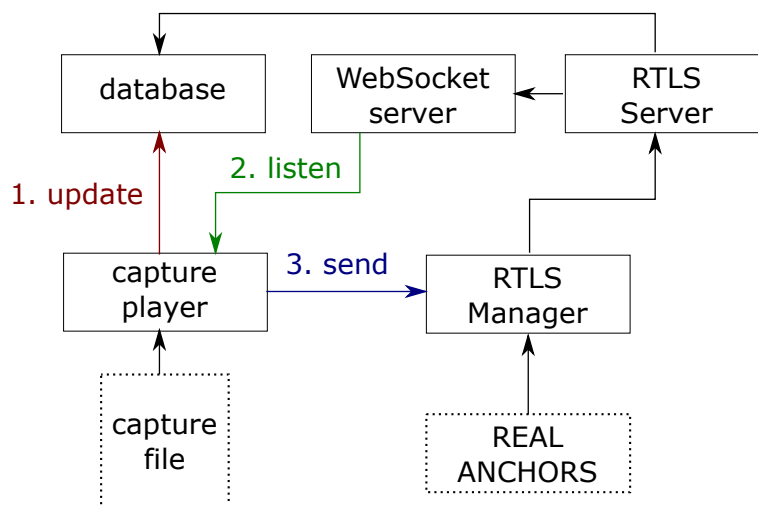 database
WebSocket
server
RTLS
Server
1. update
2. listen
capture
player
3. send
RTLS
Manager
capture
file
REAL
ANCHORS